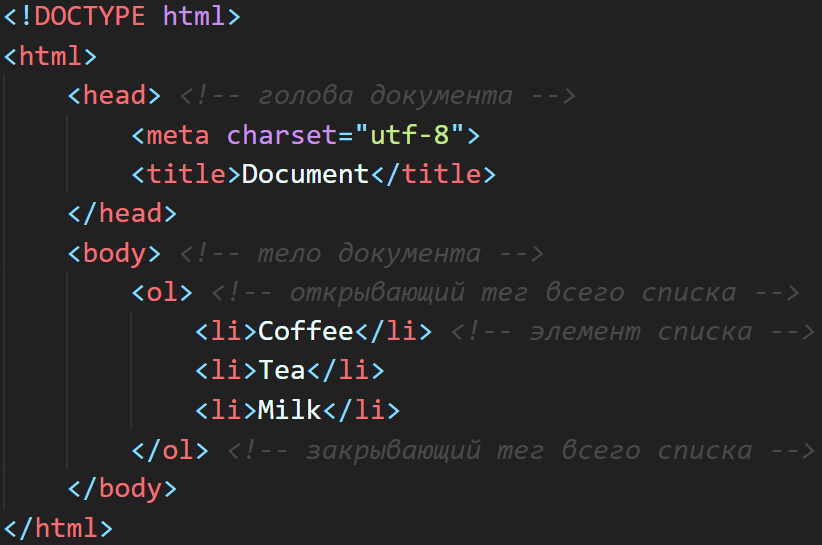 <!DOCTYPE html>
<html>
    <head> <!-- голова документа -->
        <meta charset="utf-8">
        <title>Document</title>
    </head>
    <body> <!-- тело документа -->
        <ol> <!-- открывающий тег всего списка -->
            <li>Coffee</li> <!-- элемент списка -->
            <li>Tea</li>
            <li>Milk</li>
        </ol> <!-- закрывающий тег всего списка -->
    </body>
</html>